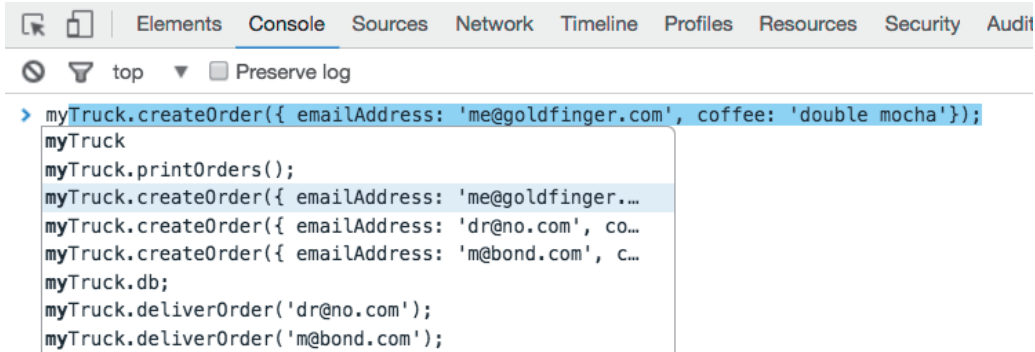 Elements Console Sources Network Timeline Profiles Resources Security Audit
top ▼ Preserve log
> myTruck.createOrder({ emailAddress: 'me@goldfinger.com', coffee: 'double mocha'});
myTruck
myTruck.printOrders();
myTruck.createOrder({ emailAddress: 'me@goldfinger.…
myTruck.createOrder({ emailAddress: 'dr@no.com', co…
myTruck.createOrder({ emailAddress: 'm@bond.com', c…
myTruck.db;
myTruck.deliverOrder('dr@no.com');
myTruck.deliverOrder('m@bond.com');